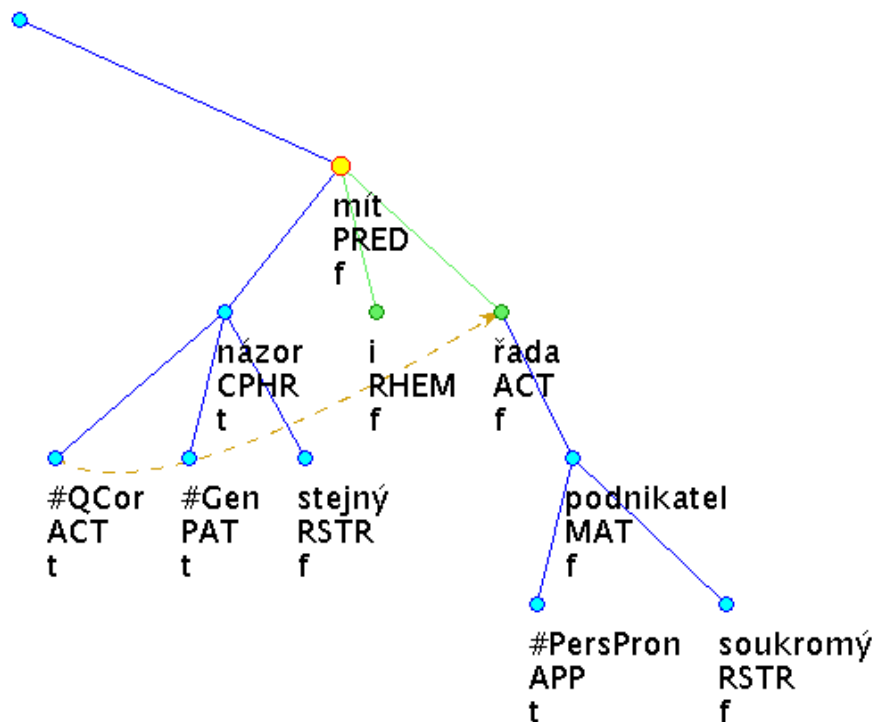 mít
PRED
f
názor
CPHR
t
i
RHEM
f
řada
ACT
f
#QCor
ACT
t
#Gen
PAT
t
stejný
RSTR
f
podnikatel
MAT
f
#PersPron
APP
t
soukromý
RSTR
f